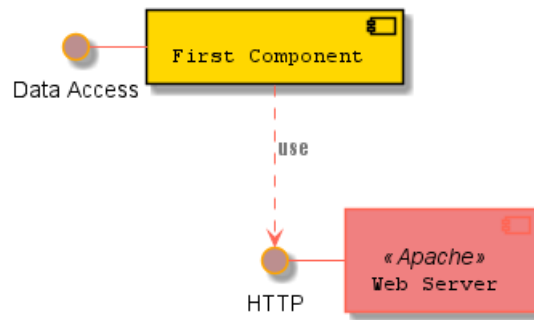 First Component
Data Access
use
«Apache»
Web Server
HTTP